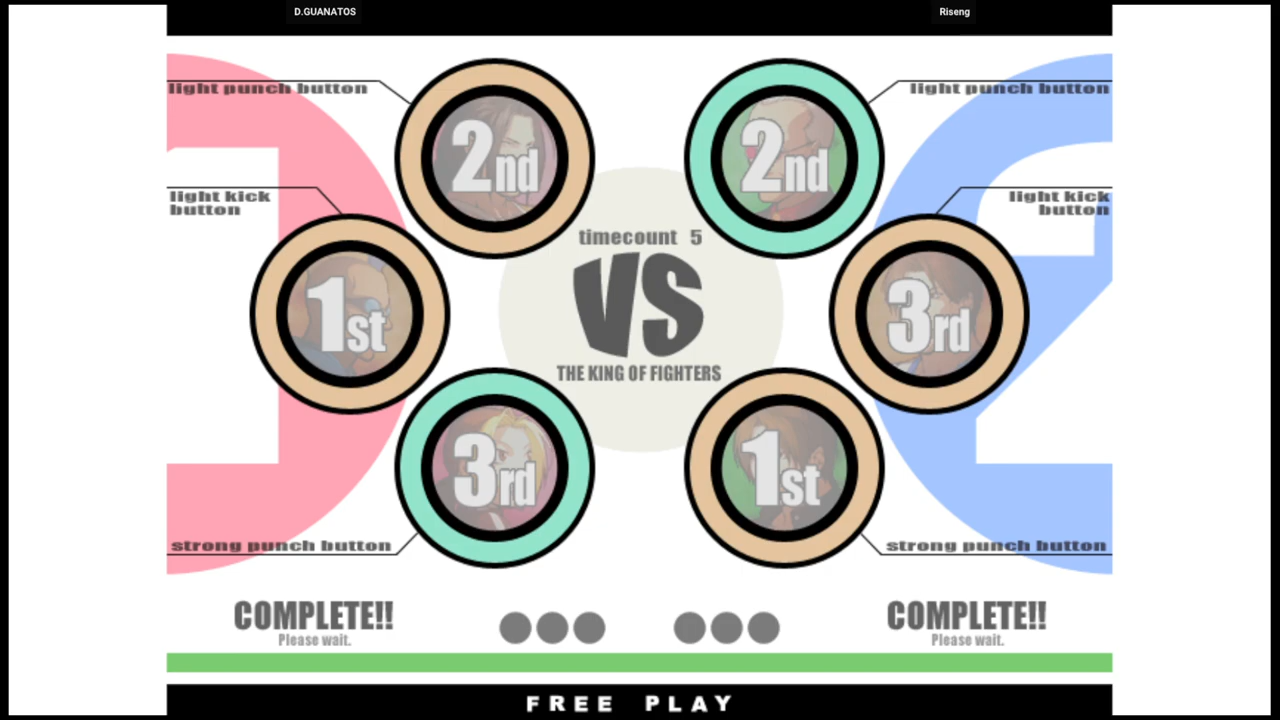 D.GUANATOS
Riseng
light punch button
light punch button
2nd
2nd
light kick
button
light kick
button
timecount 5
VS
THE KING OF FIGHTERS
1st
3rd
3rd
1st
strong punch button
strong punch button
COMPLETE!!
Please wait.
COMPLETE!!
Please wait.
FREE PLAY